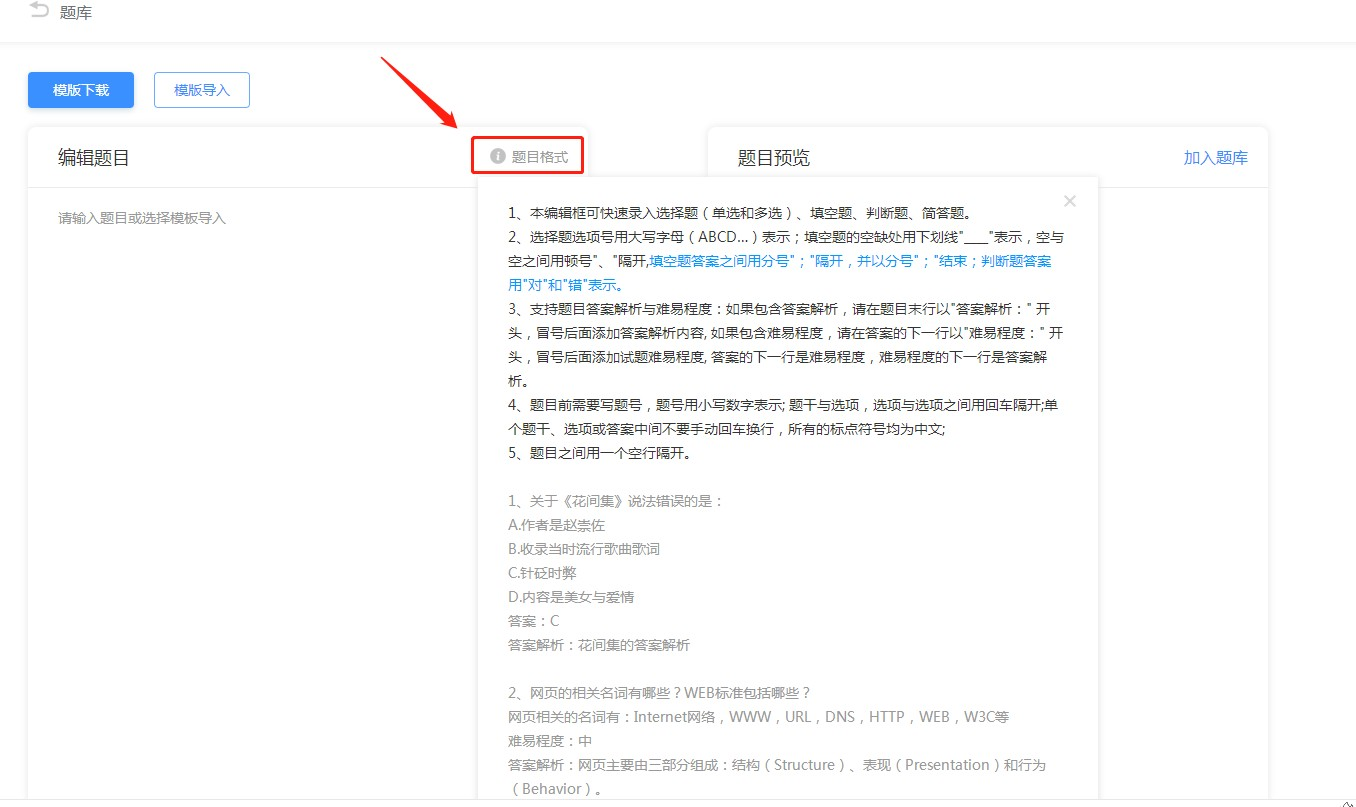 题库
模版下载
模版导入
编辑题目
题目格式
题目预览
加入题库
请输入题目或选择模板导入
1、本编辑框可快速录入选择题（单选和多选）、填空题、判断题、简答题。
2、选择题选项号用大写字母（ABCD...）表示；填空题的空缺处用下划线"____"表示，空与
空之间用顿号"、"隔开,填空题答案之间用分号"；"隔开，并以分号"；"结束；判断题答案
用"对"和"错"表示。
3、支持题目答案解析与难易程度：如果包含答案解析，请在题目末行以"答案解析：" 开
头，冒号后面添加答案解析内容, 如果包含难易程度，请在答案的下一行以"难易程度：" 开
头，冒号后面添加试题难易程度, 答案的下一行是难易程度，难易程度的下一行是答案解
析。
4、题目前需要写题号，题号用小写数字表示; 题干与选项，选项与选项之间用回车隔开;单
个题干、选项或答案中间不要手动回车换行，所有的标点符号均为中文;
5、题目之间用一个空行隔开。
1、关于《花间集》说法错误的是：
A.作者是赵崇佐
B.收录当时流行歌曲歌词
C.针砭时弊
D.内容是美女与爱情
答案：C
答案解析：花间集的答案解析
2、网页的相关名词有哪些？WEB标准包括哪些？
网页相关的名词有：Internet网络，WWW，URL，DNS，HTTP，WEB，W3C等
难易程度：中
答案解析：网页主要由三部分组成：结构（Structure）、表现（Presentation）和行为
（Behavior）。